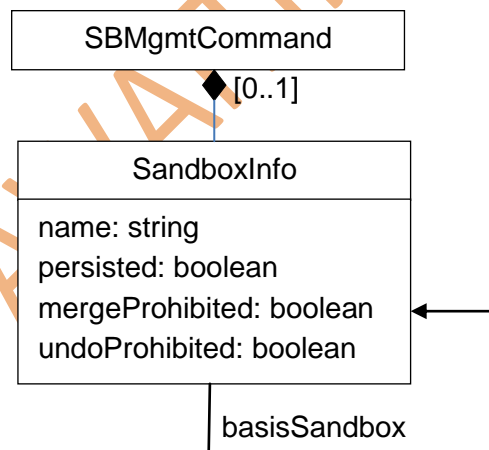 SBMgmtCommand
[0..1]
SandboxInfo
name: string
persisted: boolean
mergeProhibited: boolean
undoProhibited: boolean
basisSandbox